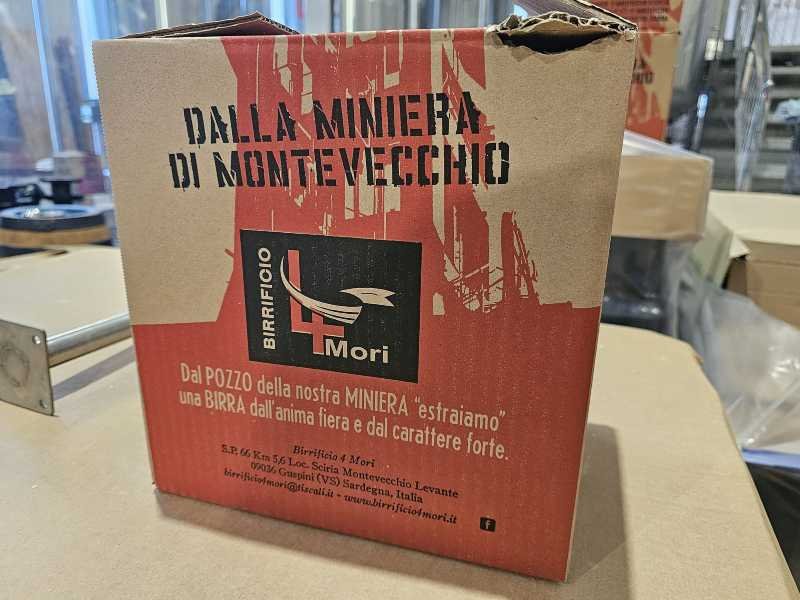 DALLA MINIERA
DI MONTEVECCHIO
BIRRIFICIO
4
Mori
Dal POZZO della nostra MINIERA "estraiamo"
una BIRRA dall'anima fiera e dal carattere forte.
Birrificio 4 Mori
S.P. 66 Km 5,6 Loc. Sciria Montevecchio Levante
09036 Guspini (VS) Sardegna, Italia
birrificio4mori@tiscali.it - www.birrificio4mori.it
f